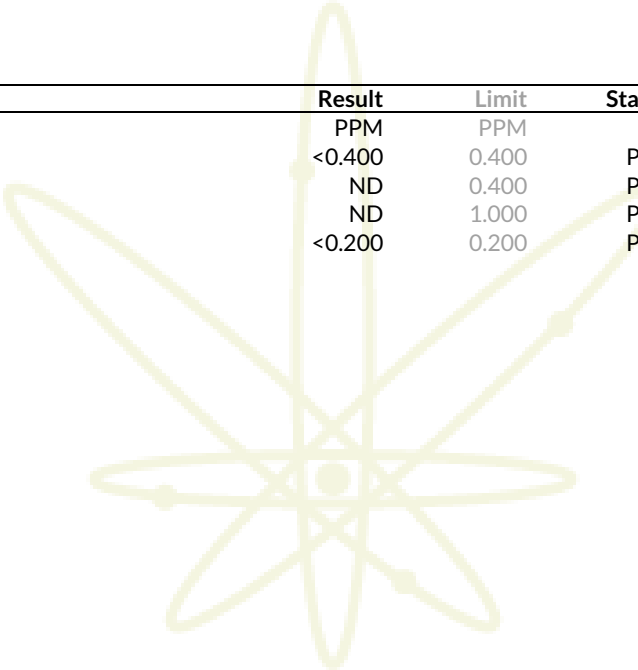 Result Limit Sta
PPM PPM
<0.400 0.400 P
ND 0.400 P
ND 1.000 P
<0.200 0.200 P